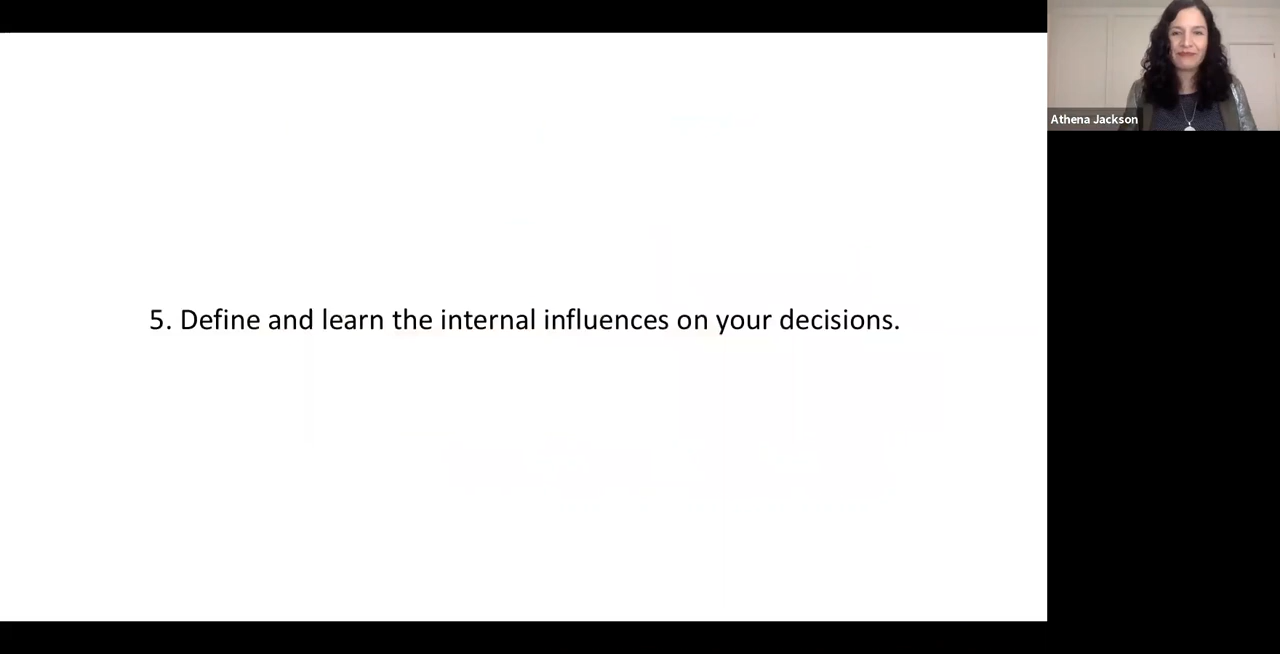 5. Define and learn the internal influences on your decisions.
Athena Jackson